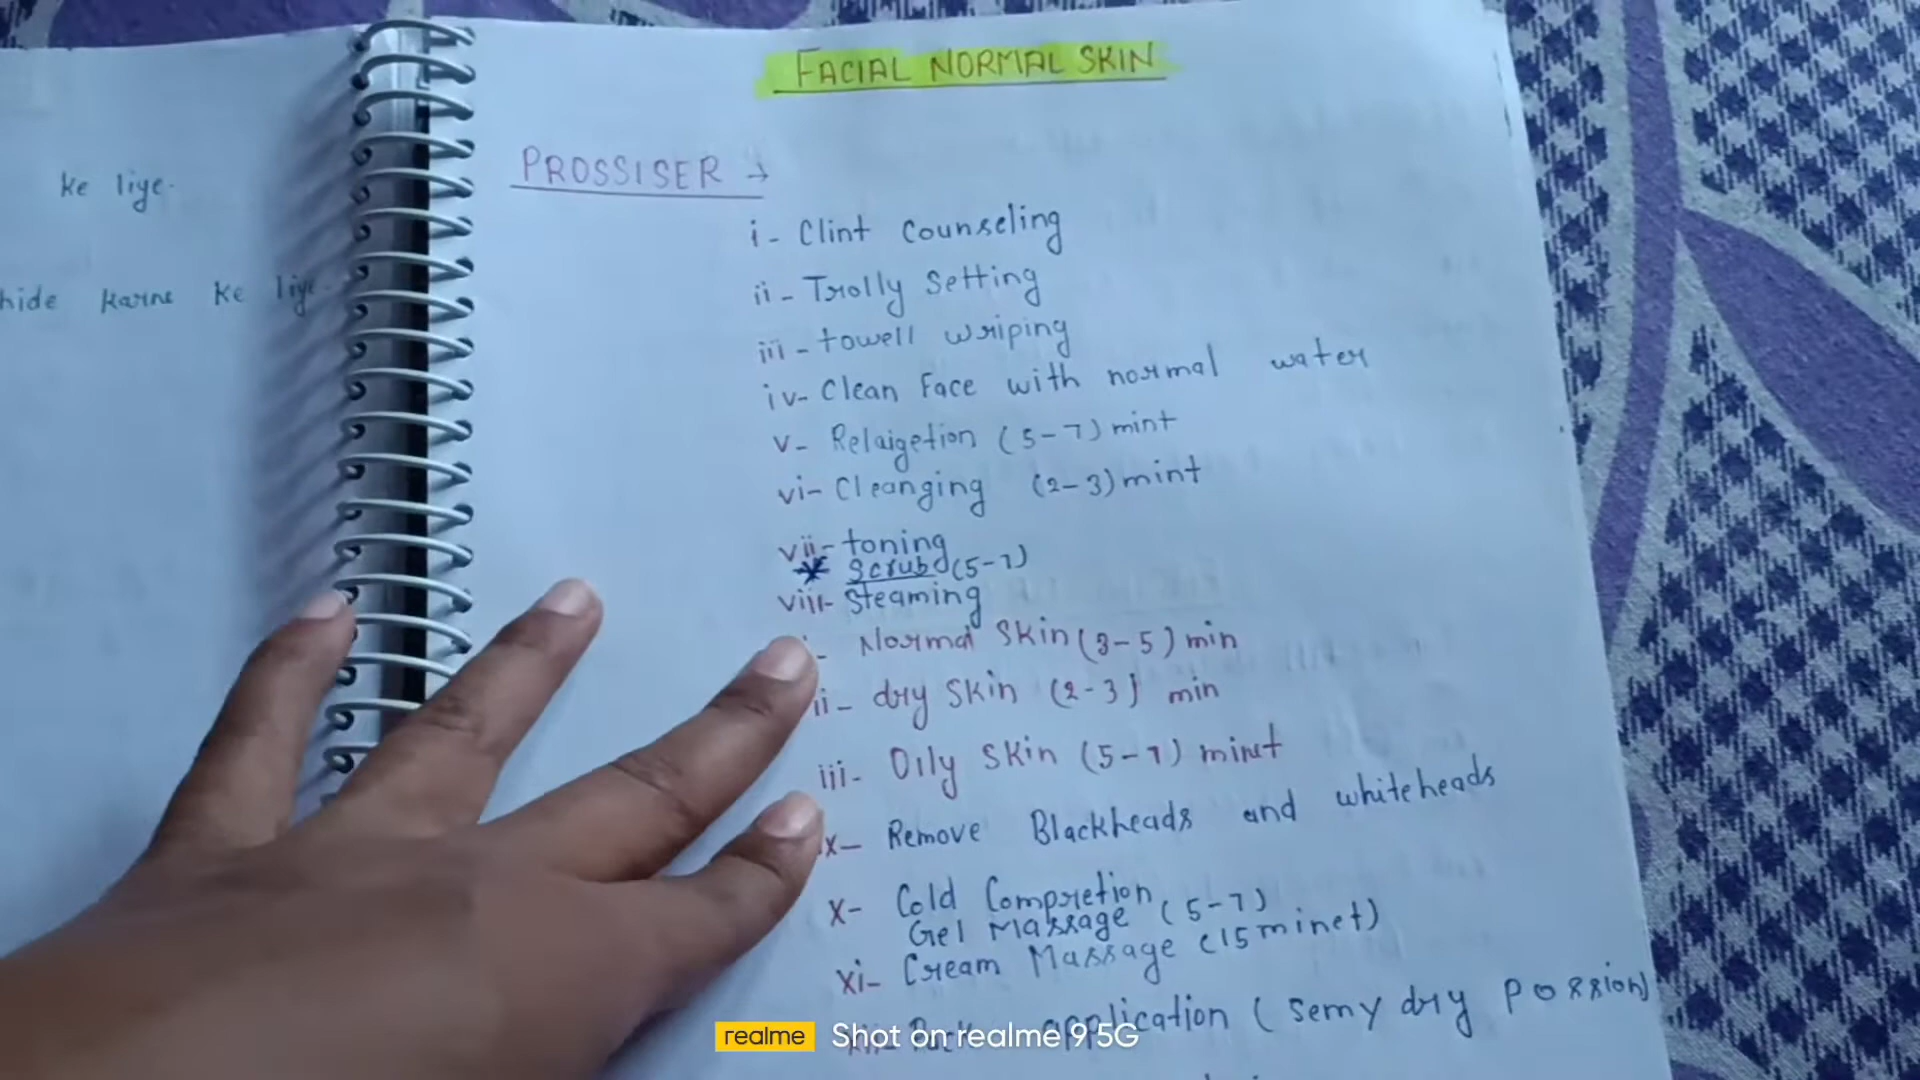 ke liye.
hide karne ke liye.
FACIAL NORMAL SKIN
PROSSISER →
i- Clint Counseling
ii- Trolly Setting
iii- towell wriping
iv- Clean Face with normal water
v- Relaigetion (5-7) mint
vi- Cleanging (2-3) mint
vii- toning
* Scrub (5-7)
viii- Steaming
- Normal Skin (3-5) min
ii- dry Skin (2-3) min
iii- Oily Skin (5-7) minet
x- Remove Blackheads and whiteheads
x- Cold Compretion
Gel Massage (5-7)
xi- Cream Massage (15 minet)
application (semy dry possion)
realme Shot on realme 9 5G